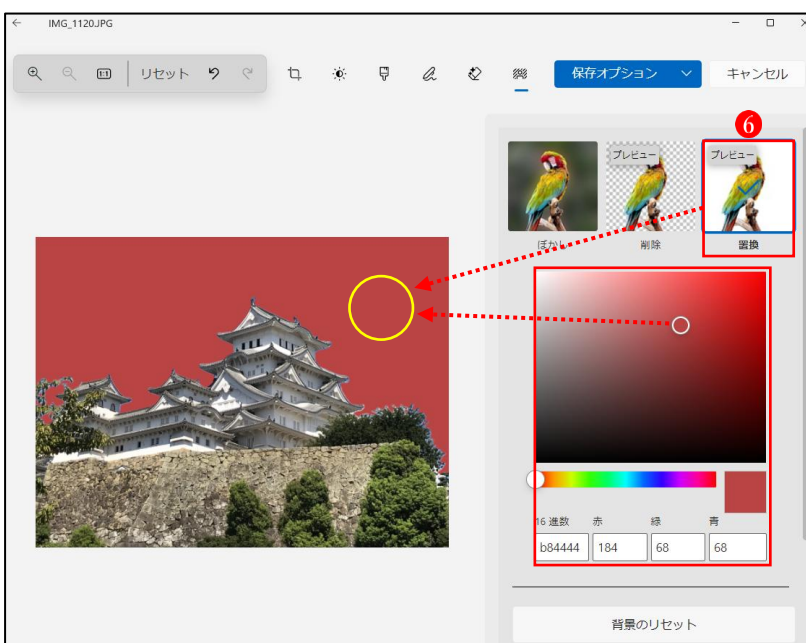 IMG_1120.JPG
1:1 リセット 保存オプション キャンセル
6
プレビュー プレビュー
ぼかし 削除 置換
16 進数 赤 緑 青
b84444 184 68 68
背景のリセット